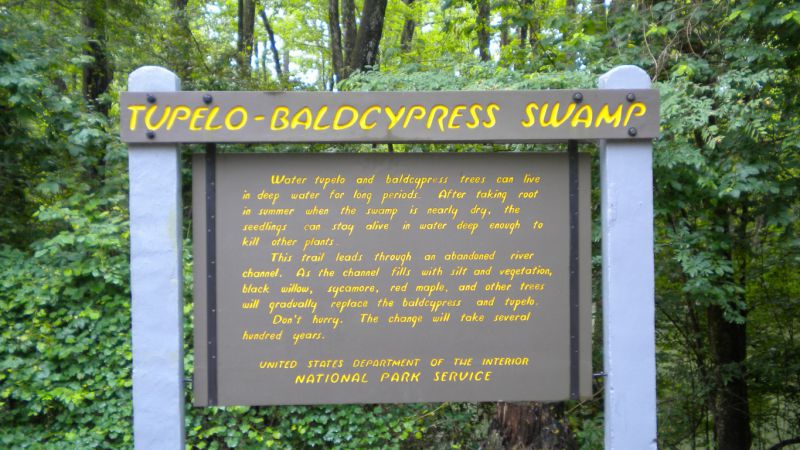 TUPELO-BALDCYPRESS SWAMP
Water tupelo and baldcypress trees can live
in deep water for long periods. After taking root
in summer when the swamp is nearly dry, the
seedlings can stay alive in water deep enough to
kill other plants.
This trail leads through an abandoned river
channel. As the channel fills with silt and vegetation,
black willow, sycamore, red maple, and other trees
will gradually replace the baldcypress and tupelo.
Don't hurry. The change will take several
hundred years.
UNITED STATES DEPARTMENT OF THE INTERIOR
NATIONAL PARK SERVICE